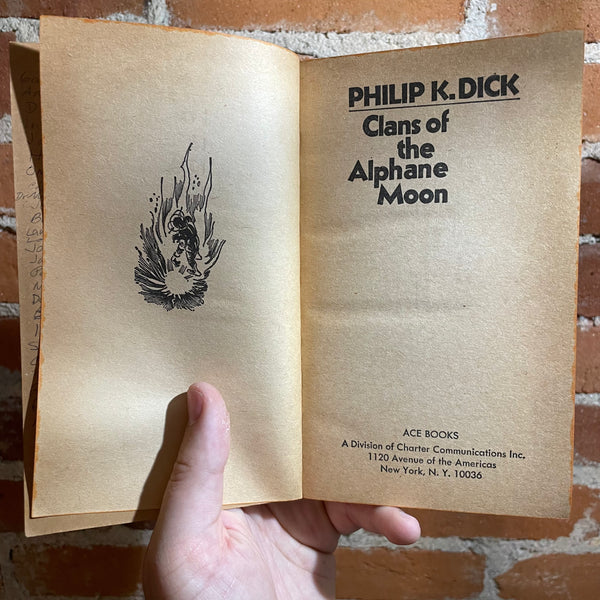 PHILIP K. DICK
Clans of
the
Alphane
Moon
ACE BOOKS
A Division of Charter Communications Inc.
1120 Avenue of the Americas
New York, N. Y. 10036